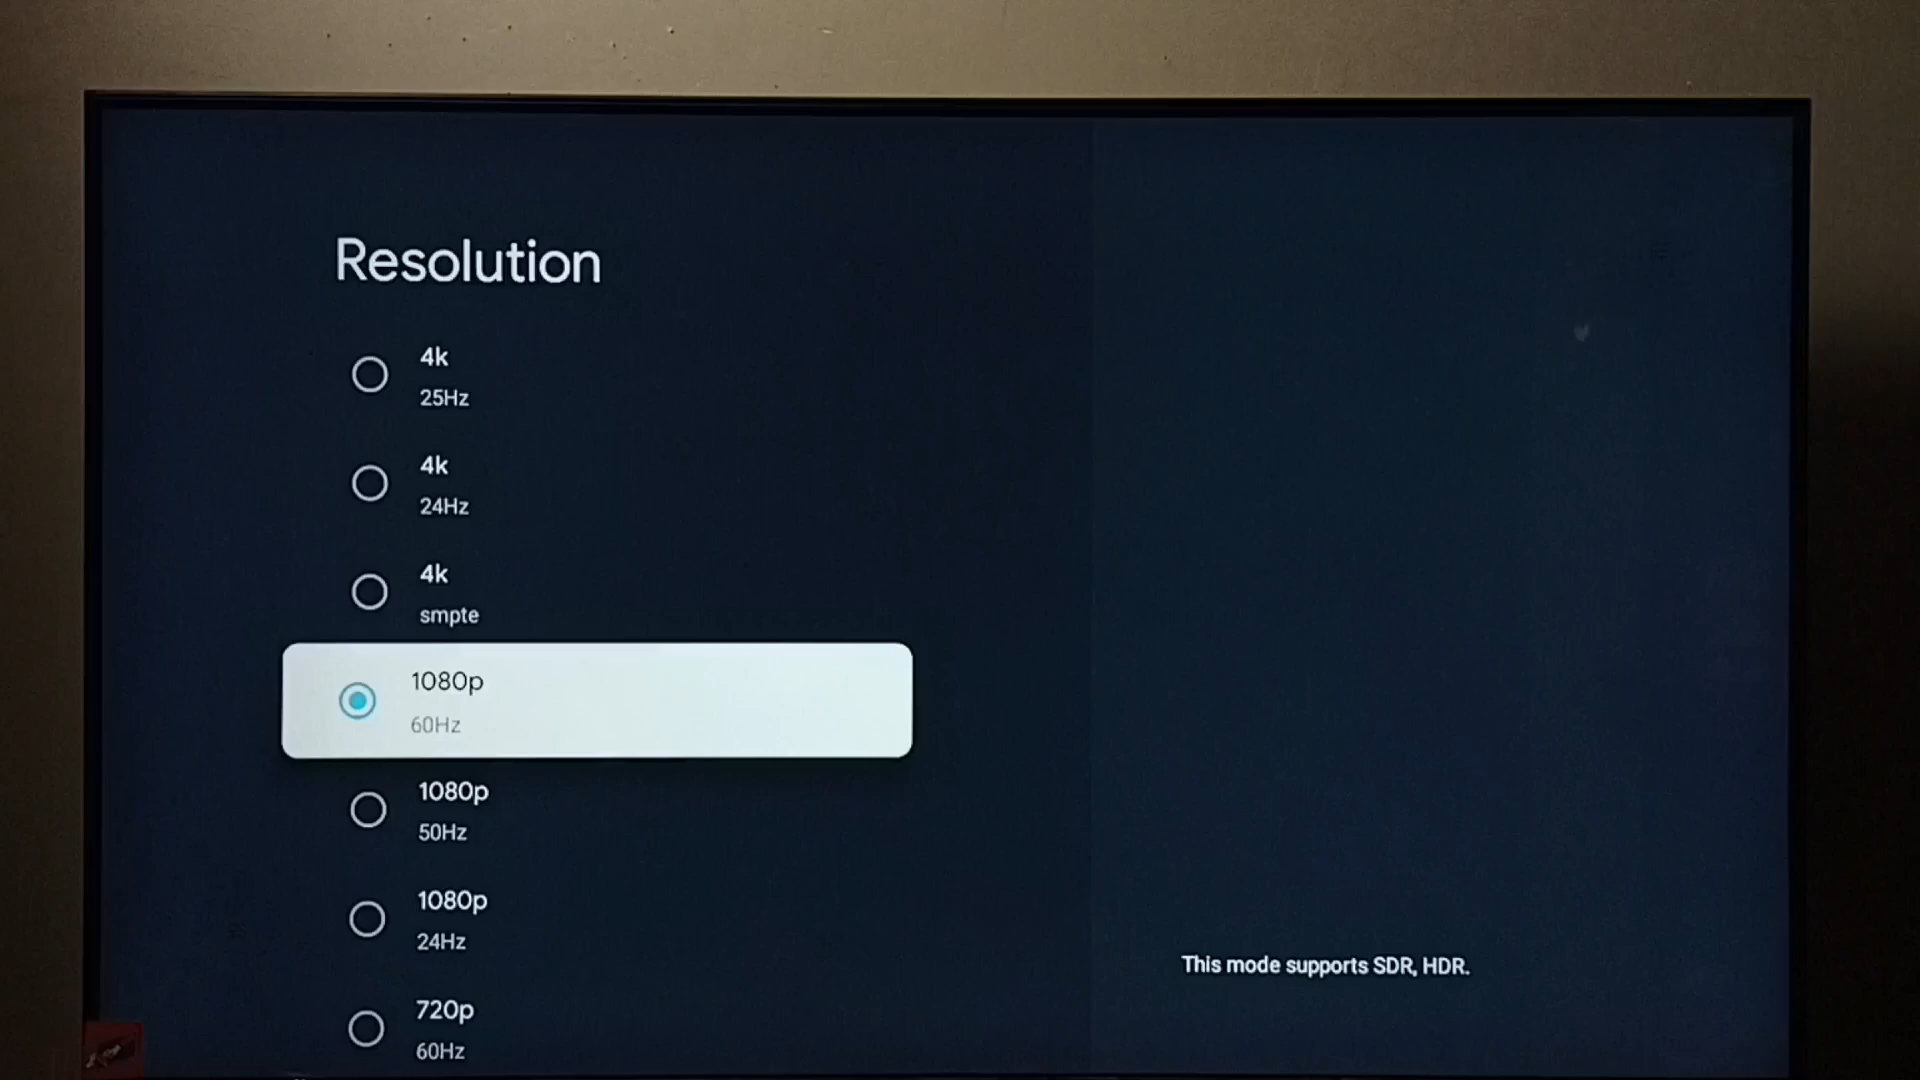 Resolution
4k
25Hz
4k
24Hz
4k
smpte
1080p
60Hz
1080p
50Hz
1080p
24Hz
720p
60Hz
This mode supports SDR, HDR.